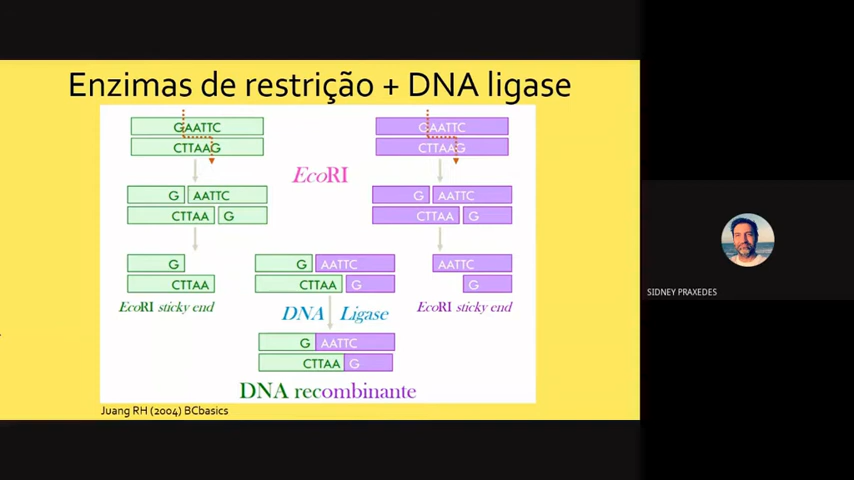 Enzimas de restrição + DNA ligase
GAATTC
CTTAAG
GAATTC
CTTAAG
EcoRI
G AATTC
CTTAA G
G AATTC
CTTAA G
G
CTTAA
G AATTC
CTTAA G
AATTC
G
EcoRI sticky end
EcoRI sticky end
DNA Ligase
G AATTC
CTTAA G
DNA recombinante
Juang RH (2004) BCbasics
SIDNEY PRAXEDES